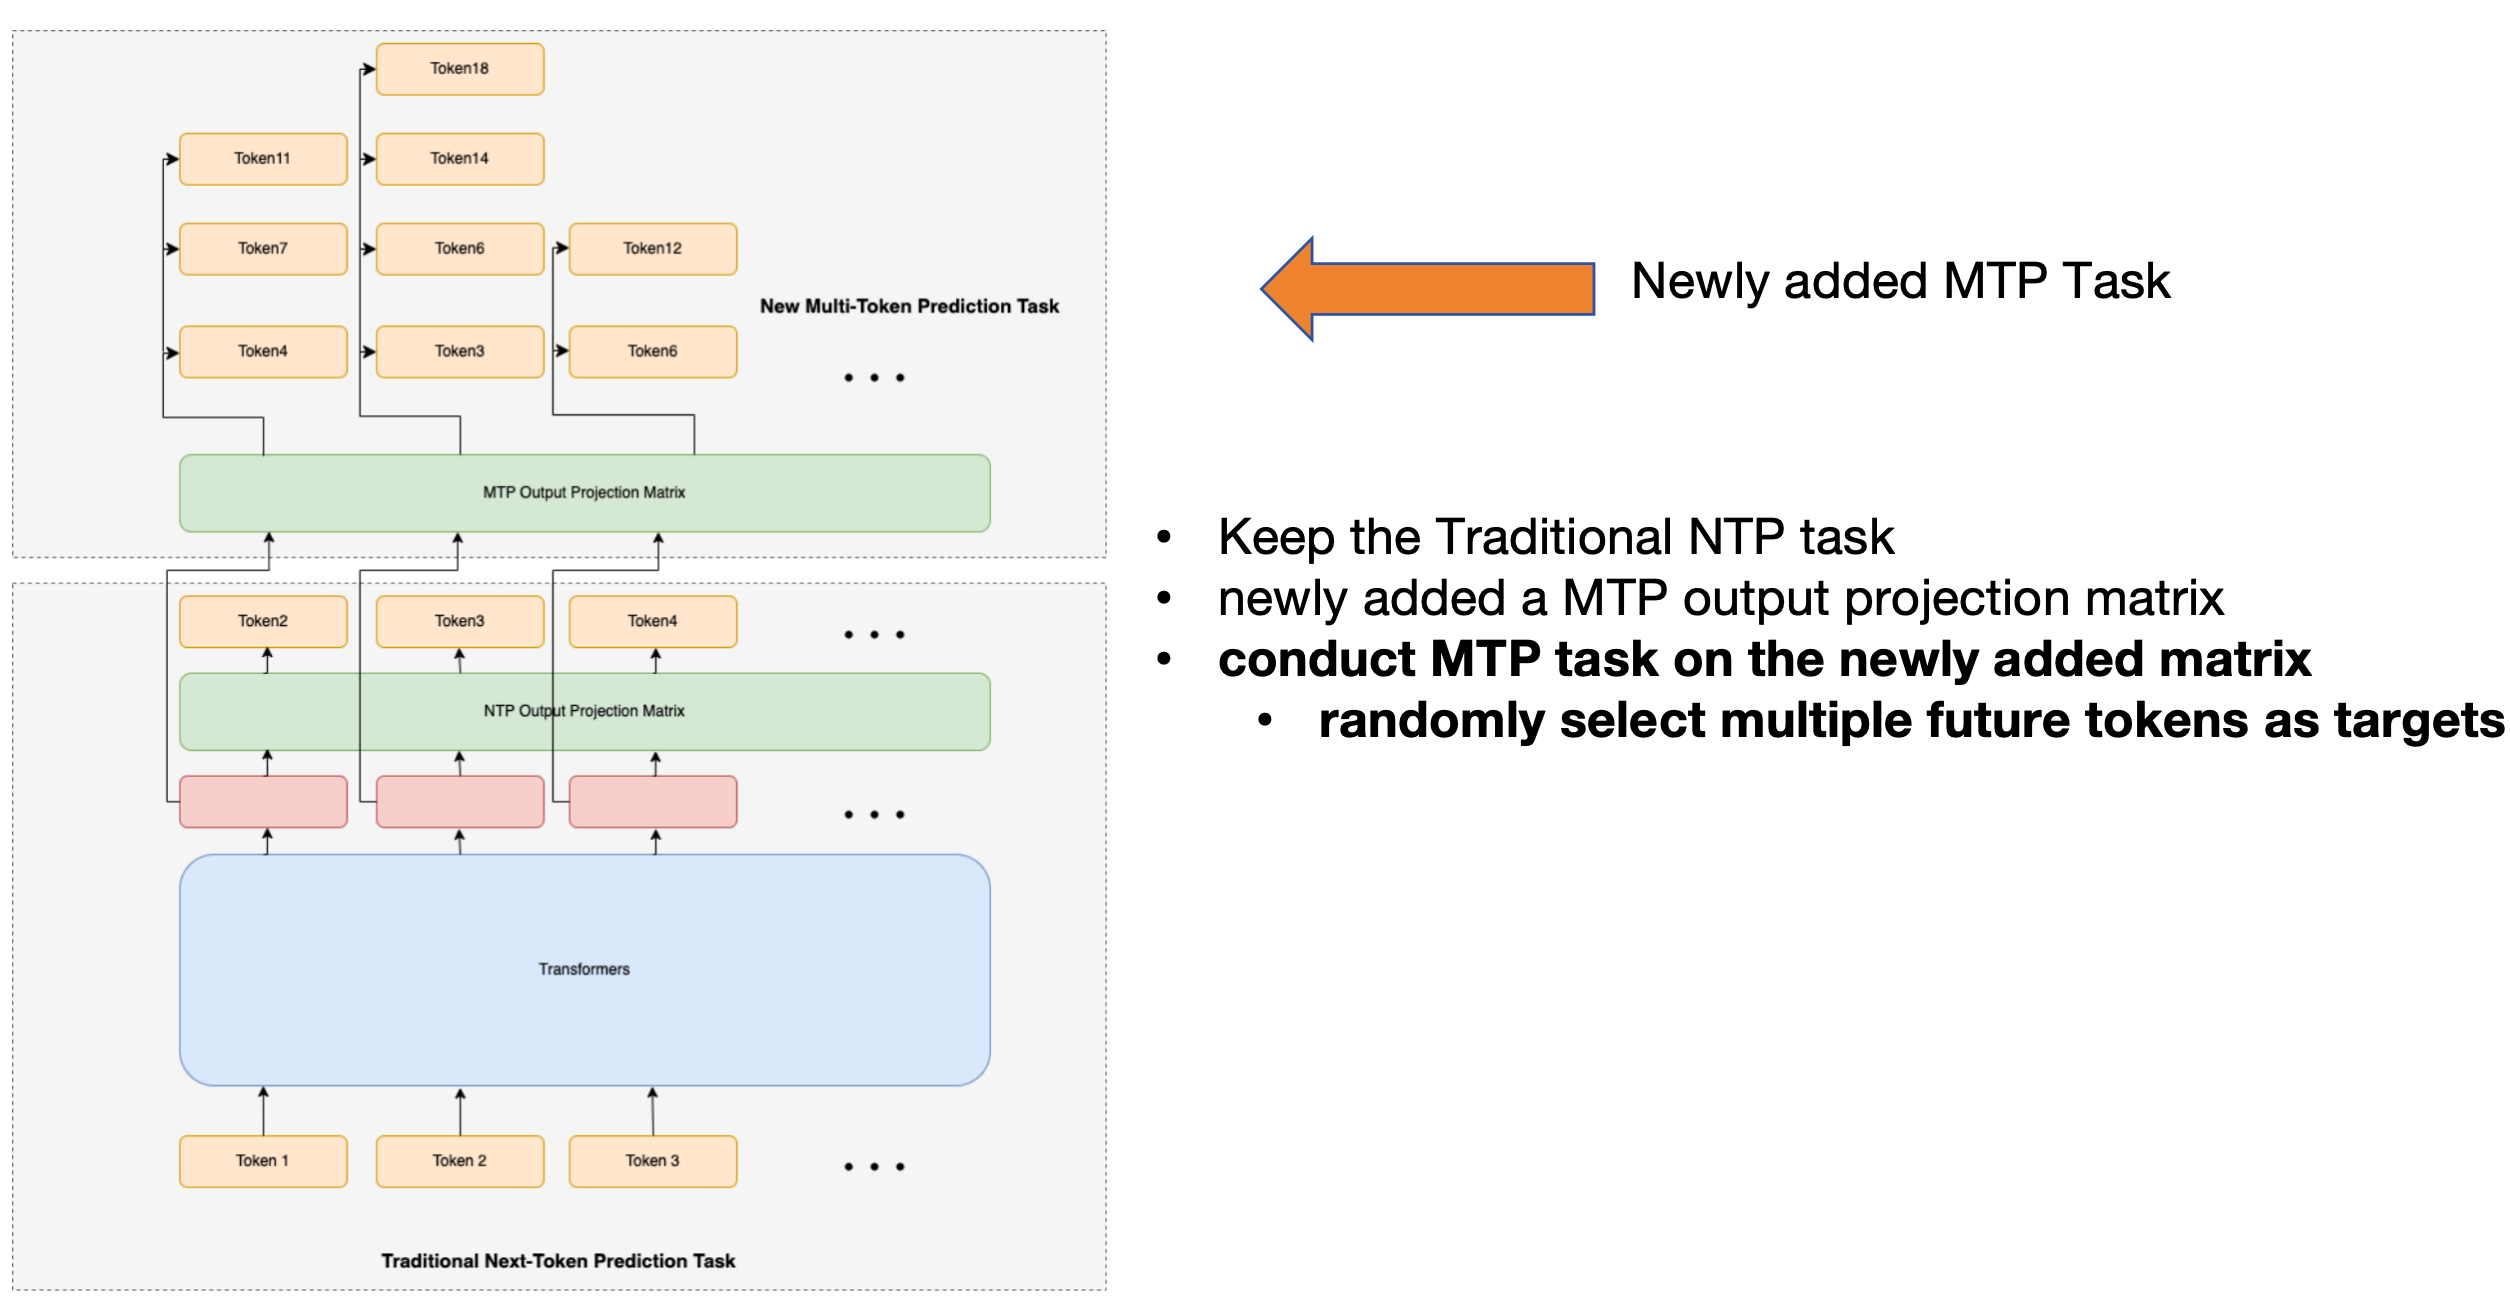 Token18
Token11
Token14
Token7
Token6
Token12
New Multi-Token Prediction Task
Token4
Token3
Token6
MTP Output Projection Matrix
Token2
Token3
Token4
NTP Output Projection Matrix
Transformers
Token 1
Token 2
Token 3
Traditional Next-Token Prediction Task
Newly added MTP Task
• Keep the Traditional NTP task
• newly added a MTP output projection matrix
• conduct MTP task on the newly added matrix
• randomly select multiple future tokens as targets